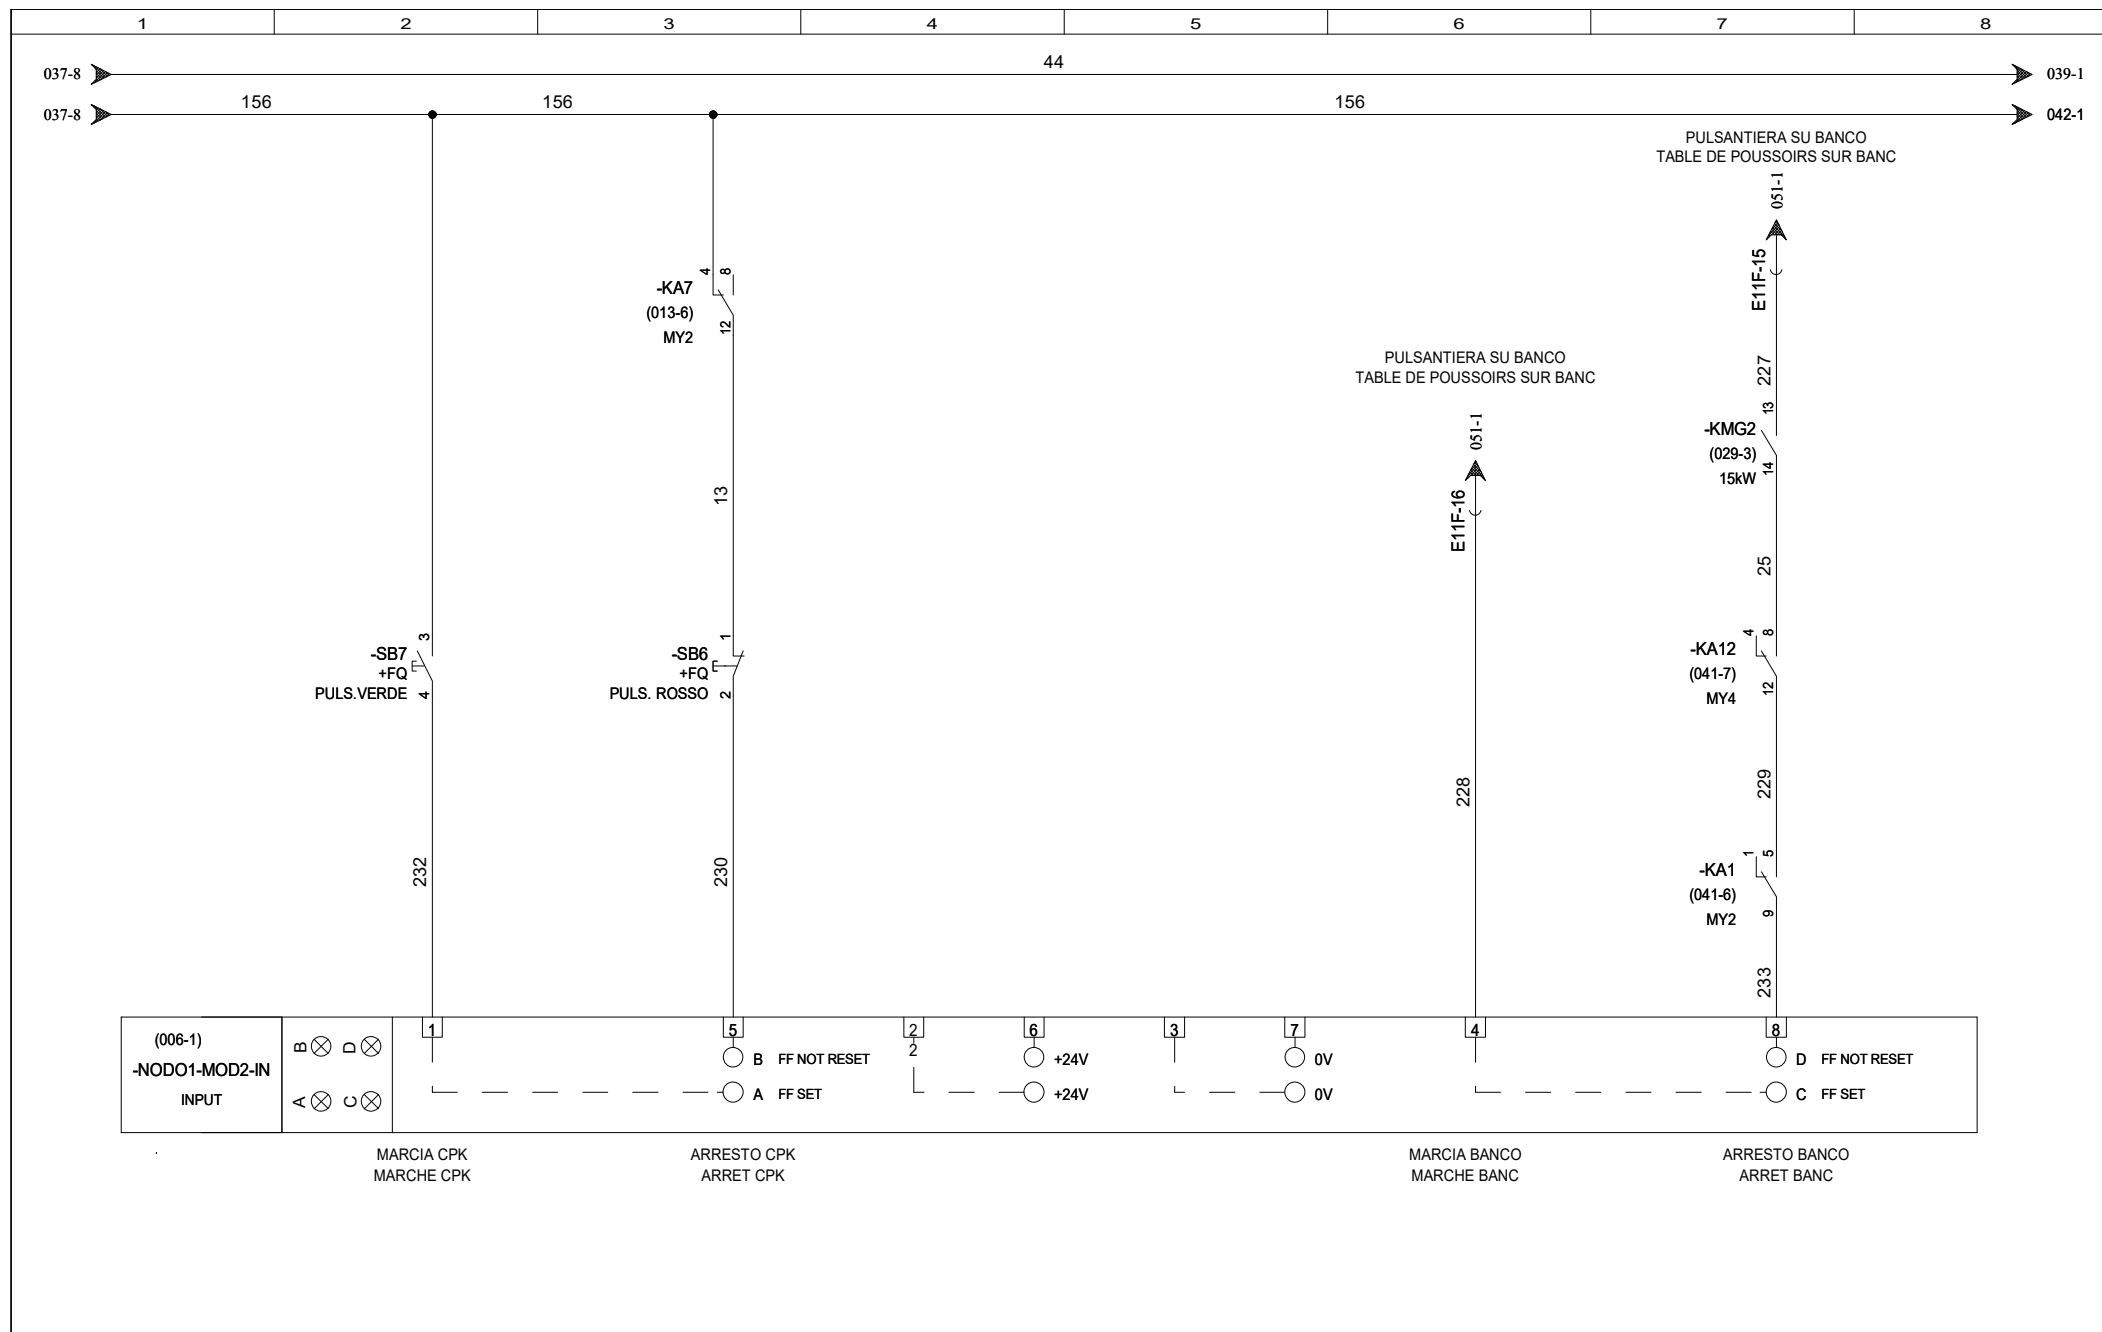 1 2 3 4 5 6 7 8
44
037-8 039-1
156 156 156
037-8 042-1
PULSANTIERA SU BANCO
TABLE DE POUSSOIRS SUR BANC
051-1
E11F-15
4 8
-KA7
(013-6)
MY2
12
PULSANTIERA SU BANCO
TABLE DE POUSSOIRS SUR BANC
227
051-1
13
-KMG2
(029-3)
15kW
14
13
E11F-16
25
3
-SB7
+FQ
PULS.VERDE
4
1
-SB6
+FQ
PULS. ROSSO
2
4 8
-KA12
(041-7)
MY4
12
228
229
232
230
1 5
-KA1
(041-6)
MY2
9
233
(006-1)
-NODO1-MOD2-IN
INPUT
B D
A C
1 5 2 6 3 7 4 8
2
B FF NOT RESET
+24V
0V
D FF NOT RESET
A FF SET
+24V
0V
C FF SET
MARCIA CPK
MARCHE CPK
ARRESTO CPK
ARRET CPK
MARCIA BANCO
MARCHE BANC
ARRESTO BANCO
ARRET BANC